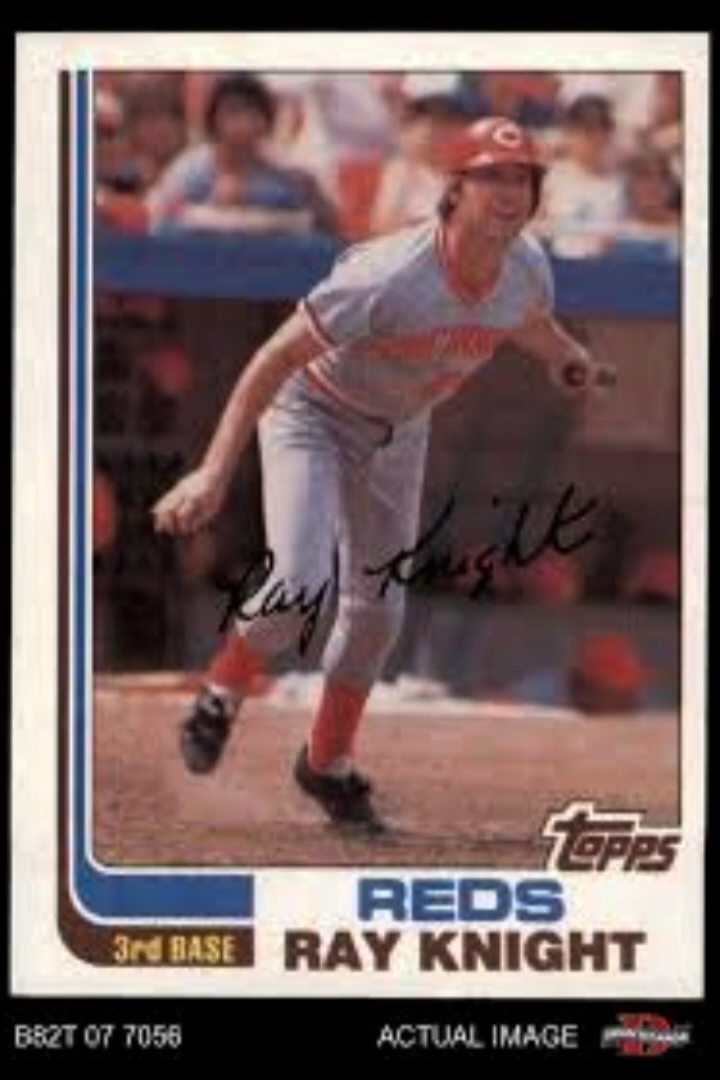 C
Ray Knight
Topps
REDS
3rd BASE
RAY KNIGHT
B82T 07 7056
ACTUAL IMAGE